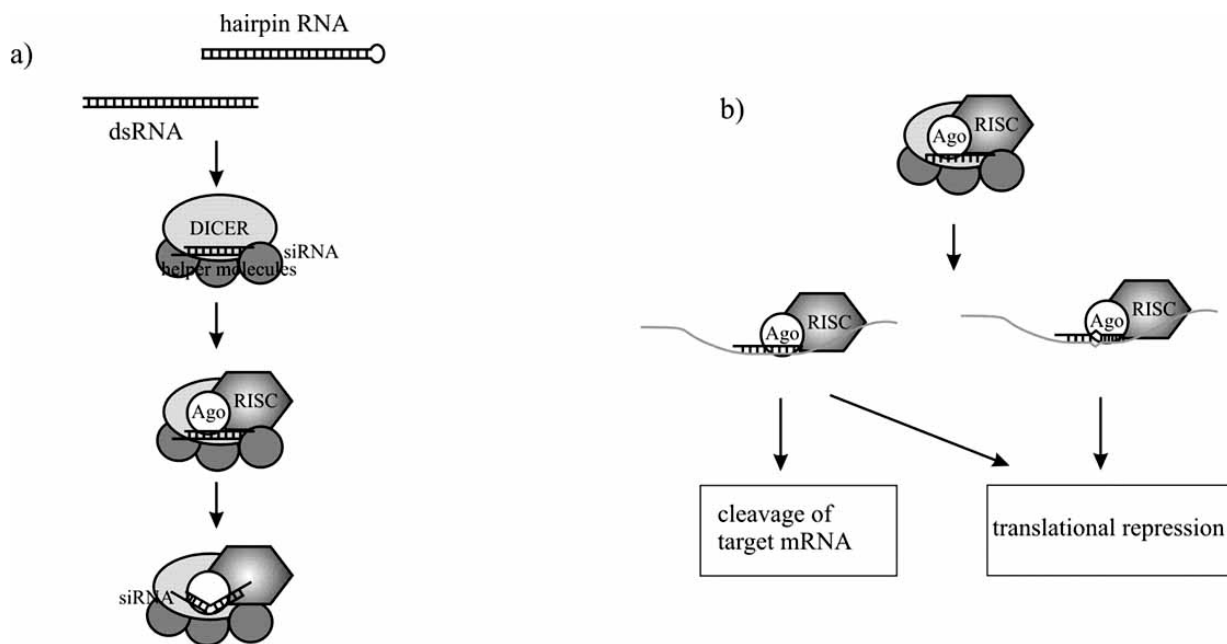 a)
hairpin RNA
dsRNA
DICER
siRNA
helper molecules
Ago
RISC
siRNA
b)
Ago
RISC
Ago
RISC
Ago
RISC
cleavage of
target mRNA
translational repression